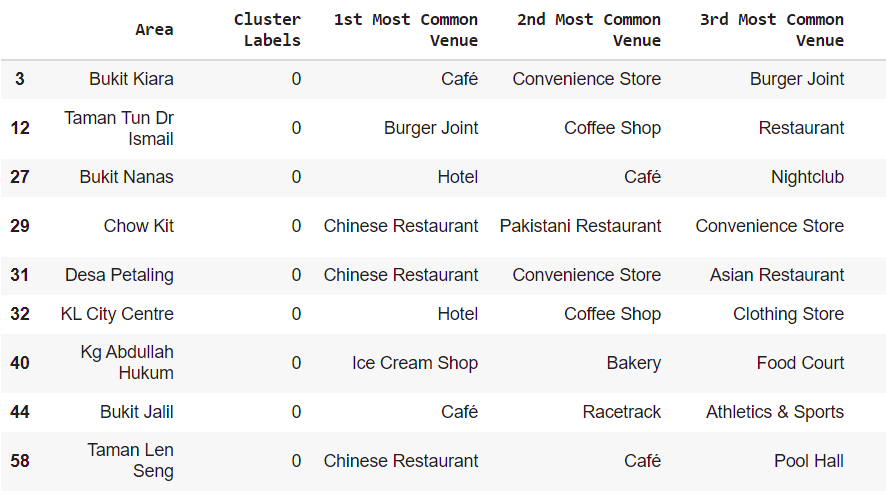 Area Cluster Labels 1st Most Common Venue 2nd Most Common Venue 3rd Most Common Venue
3 Bukit Kiara 0 Café Convenience Store Burger Joint
12 Taman Tun Dr Ismail 0 Burger Joint Coffee Shop Restaurant
27 Bukit Nanas 0 Hotel Café Nightclub
29 Chow Kit 0 Chinese Restaurant Pakistani Restaurant Convenience Store
31 Desa Petaling 0 Chinese Restaurant Convenience Store Asian Restaurant
32 KL City Centre 0 Hotel Coffee Shop Clothing Store
40 Kg Abdullah Hukum 0 Ice Cream Shop Bakery Food Court
44 Bukit Jalil 0 Café Racetrack Athletics & Sports
58 Taman Len Seng 0 Chinese Restaurant Café Pool Hall